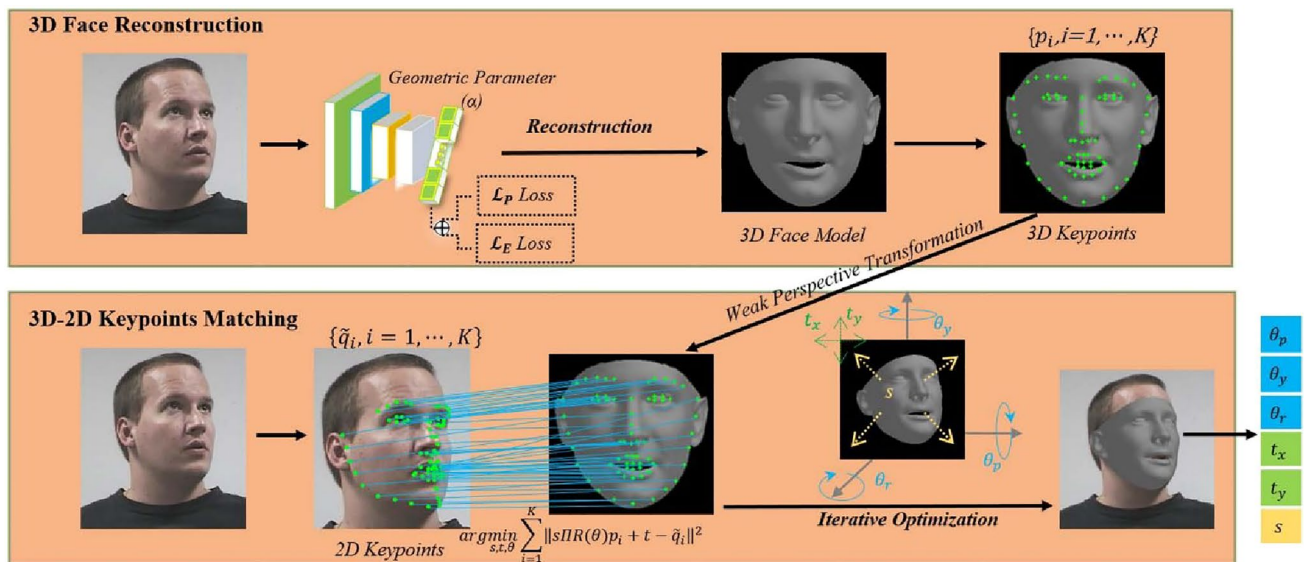 3D Face Reconstruction
{p_i, i=1, ⋯ ,K}
Geometric Parameter
(α)
Reconstruction
ℒ_P Loss
ℒ_E Loss
3D Face Model
3D Keypoints
Weak Perspective Transformation
3D-2D Keypoints Matching
{q̃_i, i = 1, ⋯, K}
t_x
t_y
θ_y
s
θ_p
θ_r
Iterative Optimization
2D Keypoints
argmin_{s,t,θ} ∑_{i=1}^{K} ‖sΠR(θ)p_i + t − q̃_i‖²
θ_p
θ_y
θ_r
t_x
t_y
s